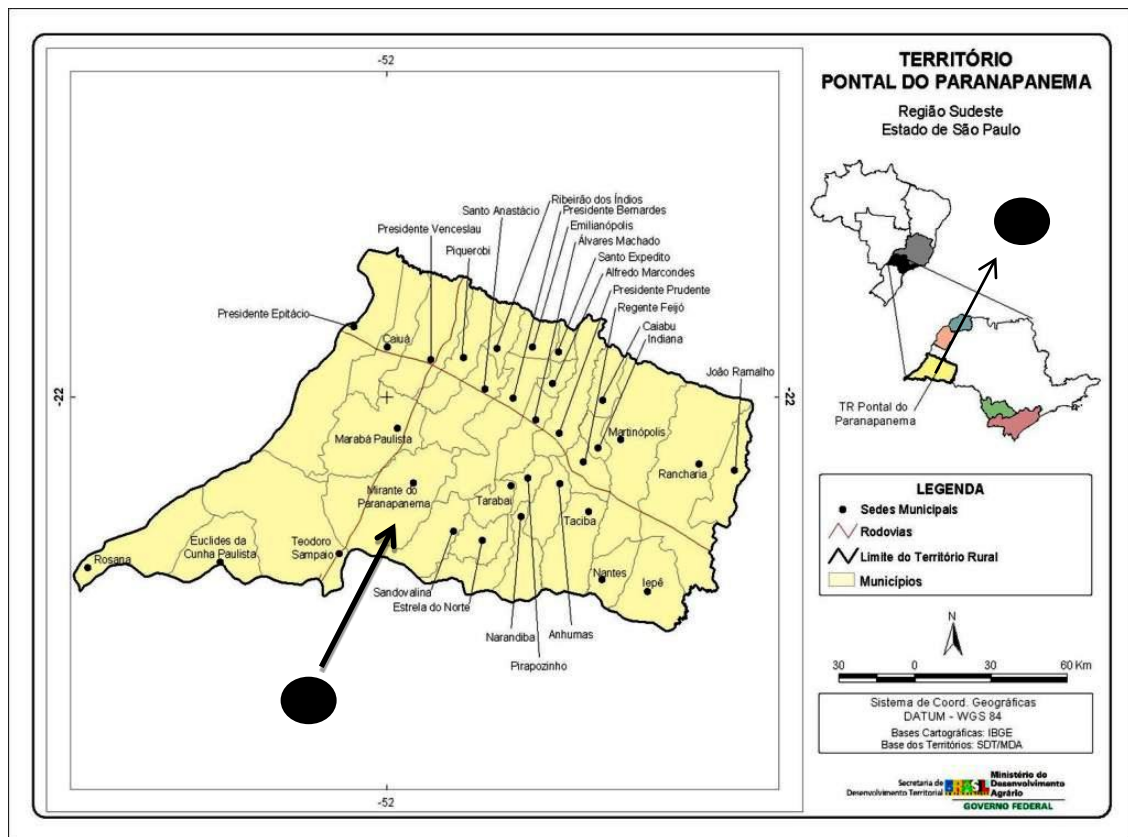 TERRITÓRIO
PONTAL DO PARANAPANEMA
Região Sudeste
Estado de São Paulo
-52
Ribeirão dos Índios
Presidente Bernardes
Santo Anastácio
Emilianópolis
Presidente Venceslau
Álvares Machado
Piquerobi
Santo Expedito
Alfredo Marcondes
Presidente Prudente
Regente Feijó
Presidente Epitácio
Caiabu
Indiana
Caiuá
João Ramalho
-22
-22
Marabá Paulista
Martinópolis
Rancharia
Mirante do
Paranapanema
Tarabai
Taciba
Euclides da
Cunha Paulista
Teodoro
Sampaio
Rosana
Nantes
Iepê
Sandovalina
Estrela do Norte
Narandiba
Anhumas
Pirapozinho
-52
TR Pontal do
Paranapanema
LEGENDA
Sedes Municipais
Rodovias
Limite do Território Rural
Municípios
N
30 0 30 60 Km
Sistema de Coord. Geográficas
DATUM - WGS 84
Bases Cartográficas: IBGE
Base dos Territórios: SDT/MDA
Secretaria de
Desenvolvimento Territorial
BRASIL
Ministério do
Desenvolvimento
Agrário
GOVERNO FEDERAL